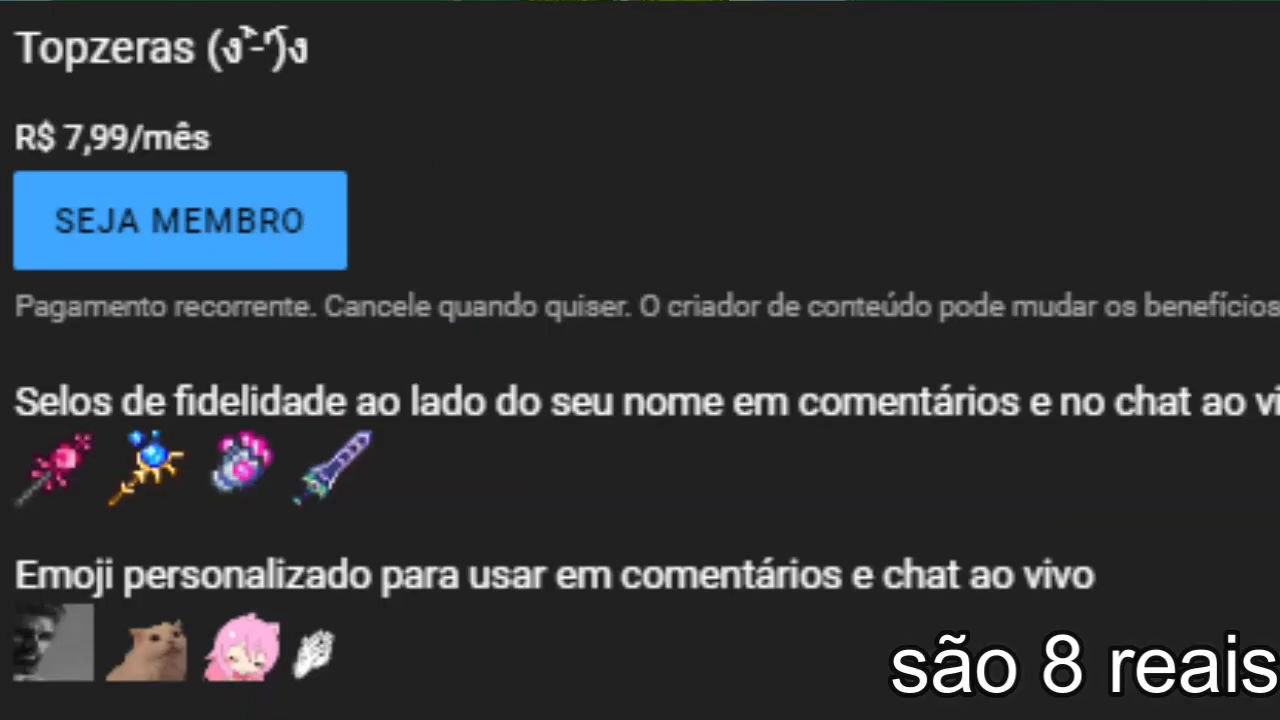 Topzeras (ง'̀-'́)ง
R$ 7,99/mês
SEJA MEMBRO
Pagamento recorrente. Cancele quando quiser. O criador de conteúdo pode mudar os benefícios
Selos de fidelidade ao lado do seu nome em comentários e no chat ao vi
Emoji personalizado para usar em comentários e chat ao vivo
são 8 reais